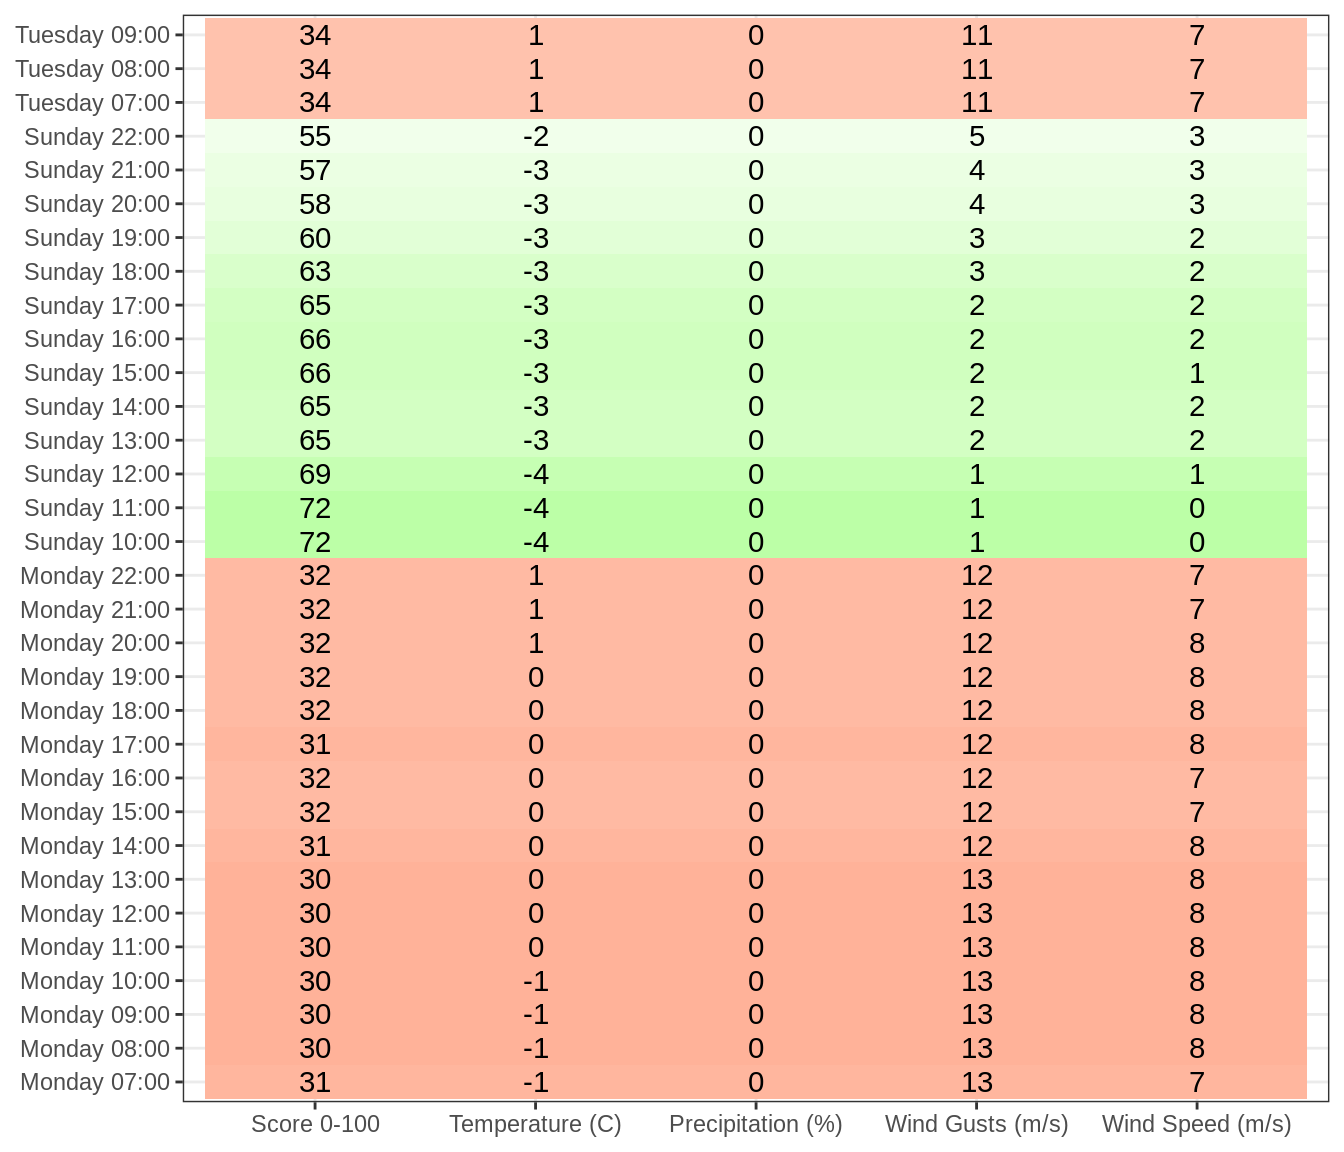 Tuesday 09:00 34 1 0 11 7
Tuesday 08:00 34 1 0 11 7
Tuesday 07:00 34 1 0 11 7
Sunday 22:00 55 -2 0 5 3
Sunday 21:00 57 -3 0 4 3
Sunday 20:00 58 -3 0 4 3
Sunday 19:00 60 -3 0 3 2
Sunday 18:00 63 -3 0 3 2
Sunday 17:00 65 -3 0 2 2
Sunday 16:00 66 -3 0 2 2
Sunday 15:00 66 -3 0 2 1
Sunday 14:00 65 -3 0 2 2
Sunday 13:00 65 -3 0 2 2
Sunday 12:00 69 -4 0 1 1
Sunday 11:00 72 -4 0 1 0
Sunday 10:00 72 -4 0 1 0
Monday 22:00 32 1 0 12 7
Monday 21:00 32 1 0 12 7
Monday 20:00 32 1 0 12 8
Monday 19:00 32 0 0 12 8
Monday 18:00 32 0 0 12 8
Monday 17:00 31 0 0 12 8
Monday 16:00 32 0 0 12 7
Monday 15:00 32 0 0 12 7
Monday 14:00 31 0 0 12 8
Monday 13:00 30 0 0 13 8
Monday 12:00 30 0 0 13 8
Monday 11:00 30 0 0 13 8
Monday 10:00 30 -1 0 13 8
Monday 09:00 30 -1 0 13 8
Monday 08:00 30 -1 0 13 8
Monday 07:00 31 -1 0 13 7
Score 0-100 Temperature (C) Precipitation (%) Wind Gusts (m/s) Wind Speed (m/s)